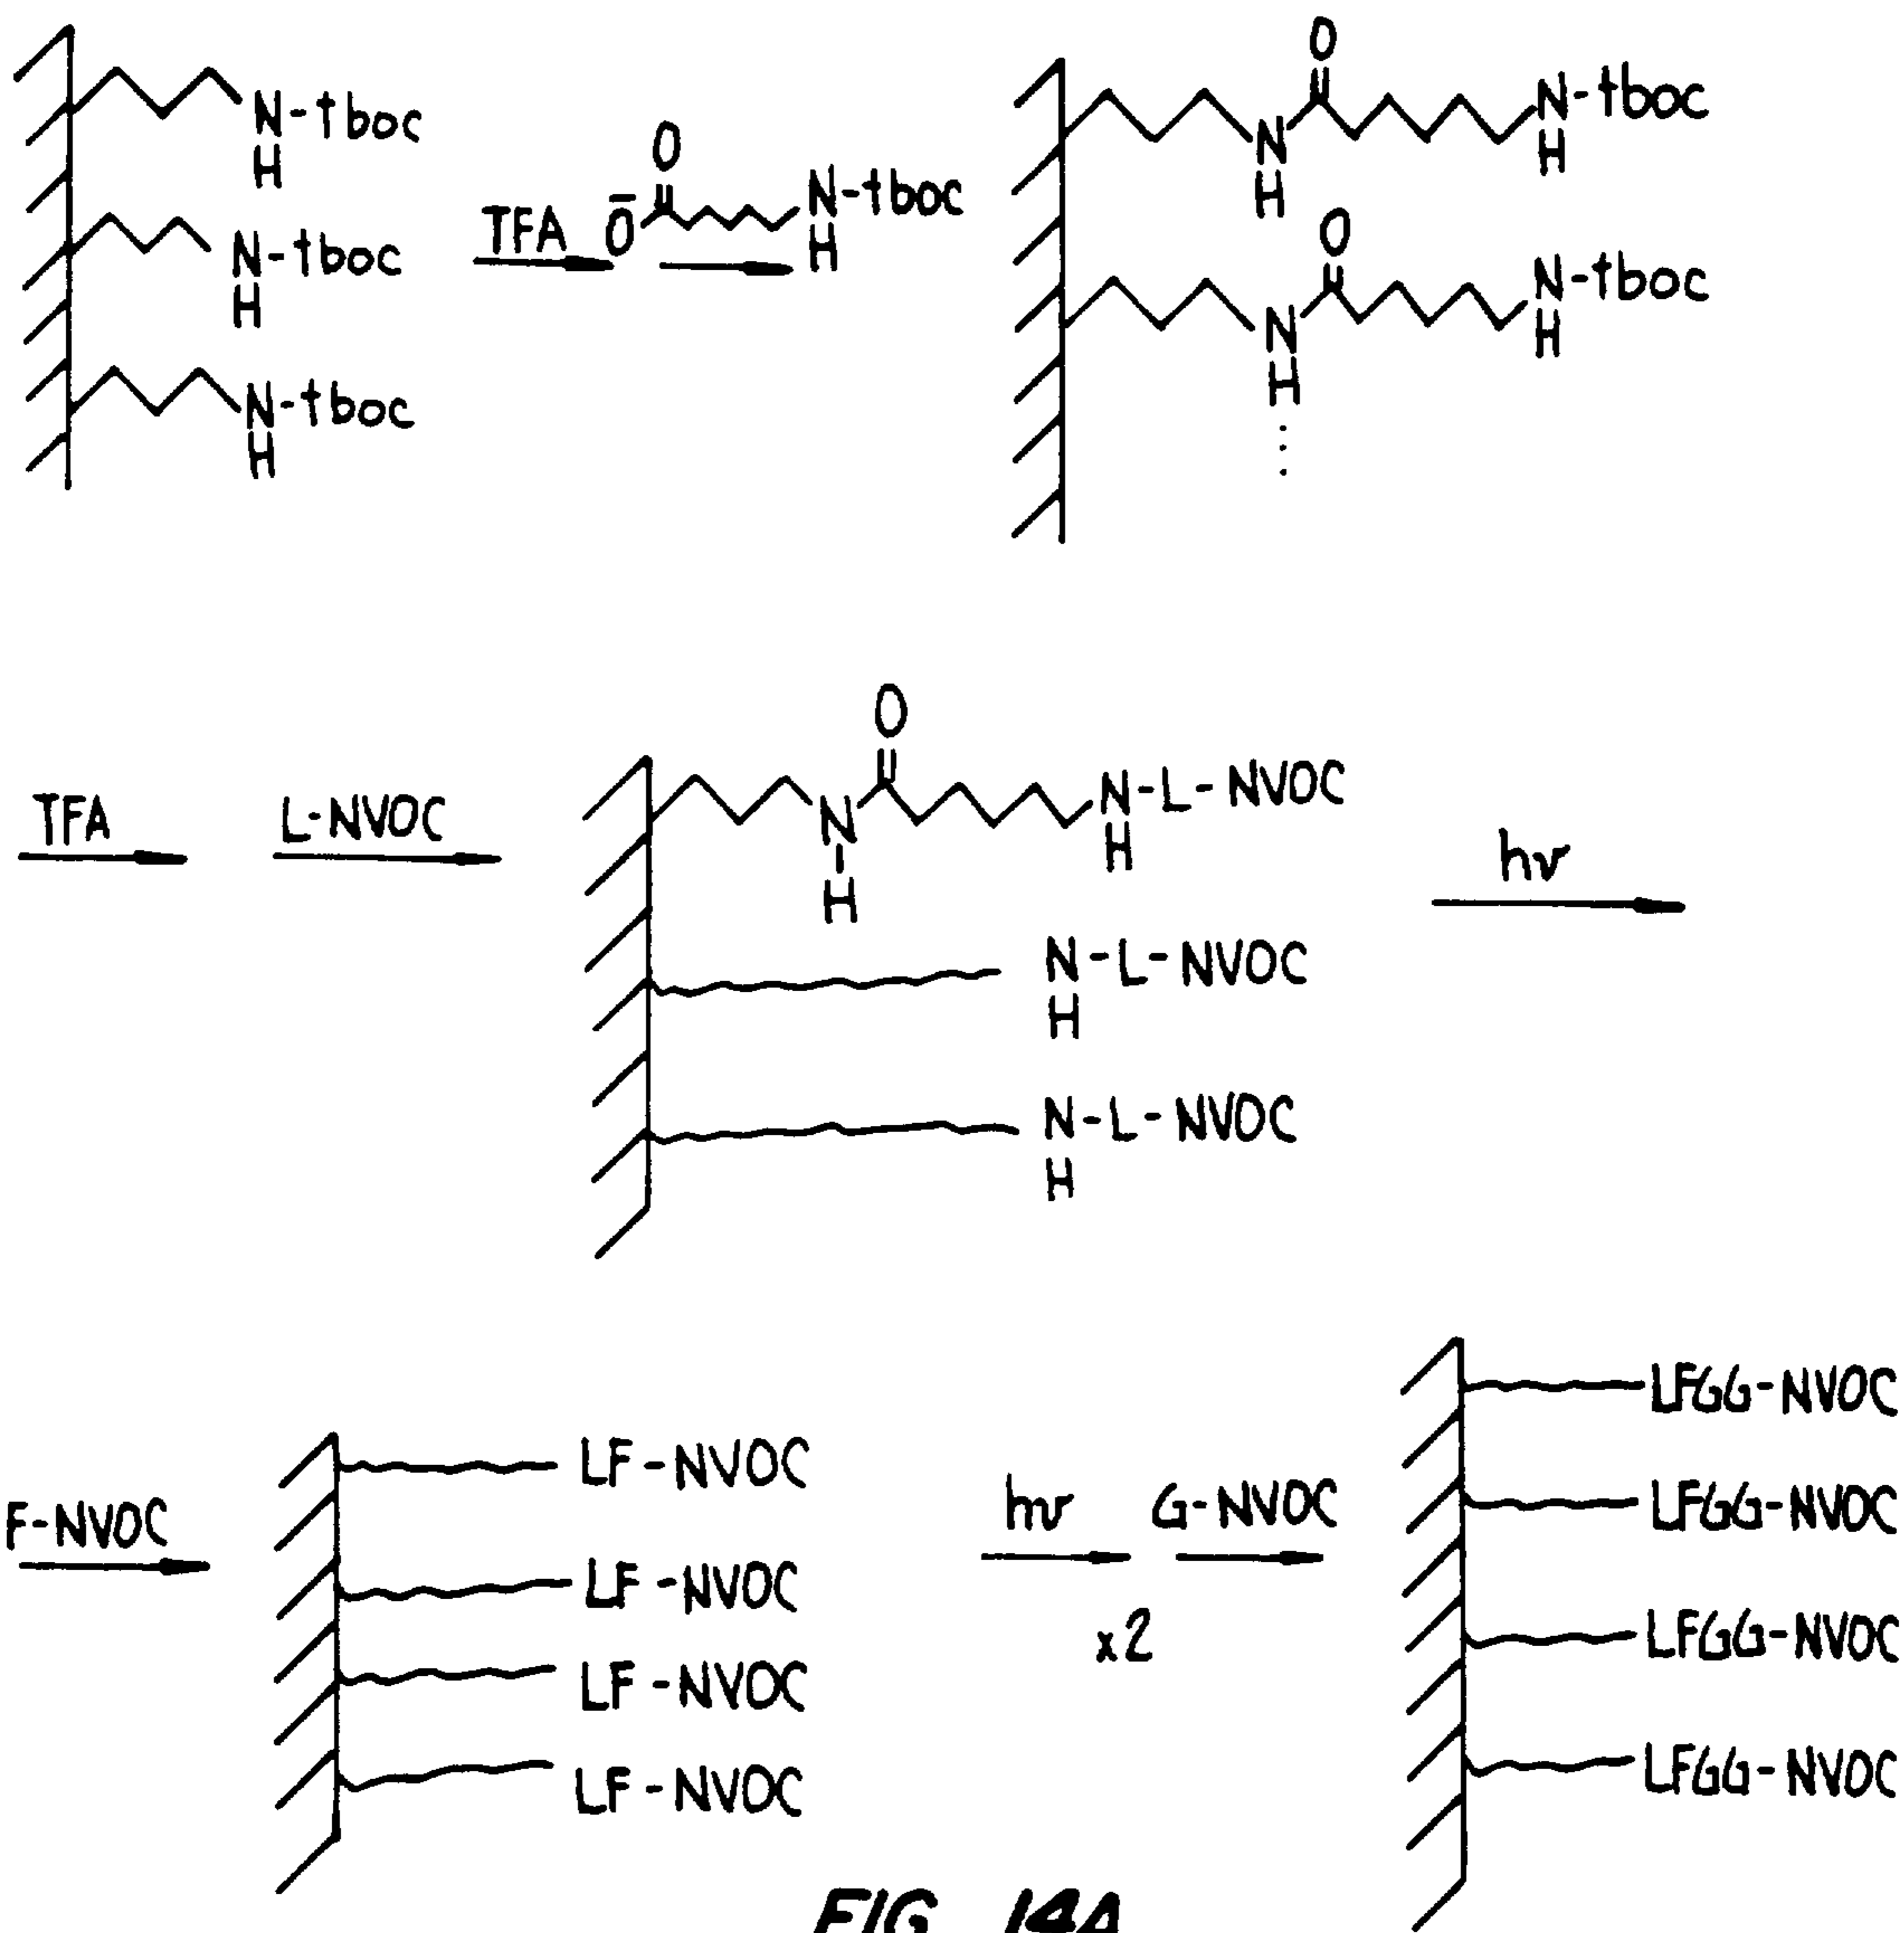 O
N-tboc
H
O
N-tboc
H
N
H
O
N-tboc
H
TFA
O
N-tboc
H
N-tboc
H
O
N-tboc
H
N
H
N-tboc
H
O
TFA
L-NVOC
N-L-NVOC
H
N
H
hν
N-L-NVOC
H
N-L-NVOC
H
F-NVOC
LF-NVOC
LF-NVOC
LF-NVOC
LF-NVOC
hν
G-NVOC
x2
LFGG-NVOC
LFGG-NVOC
LFGG-NVOC
LFGG-NVOC
FIG. 14A